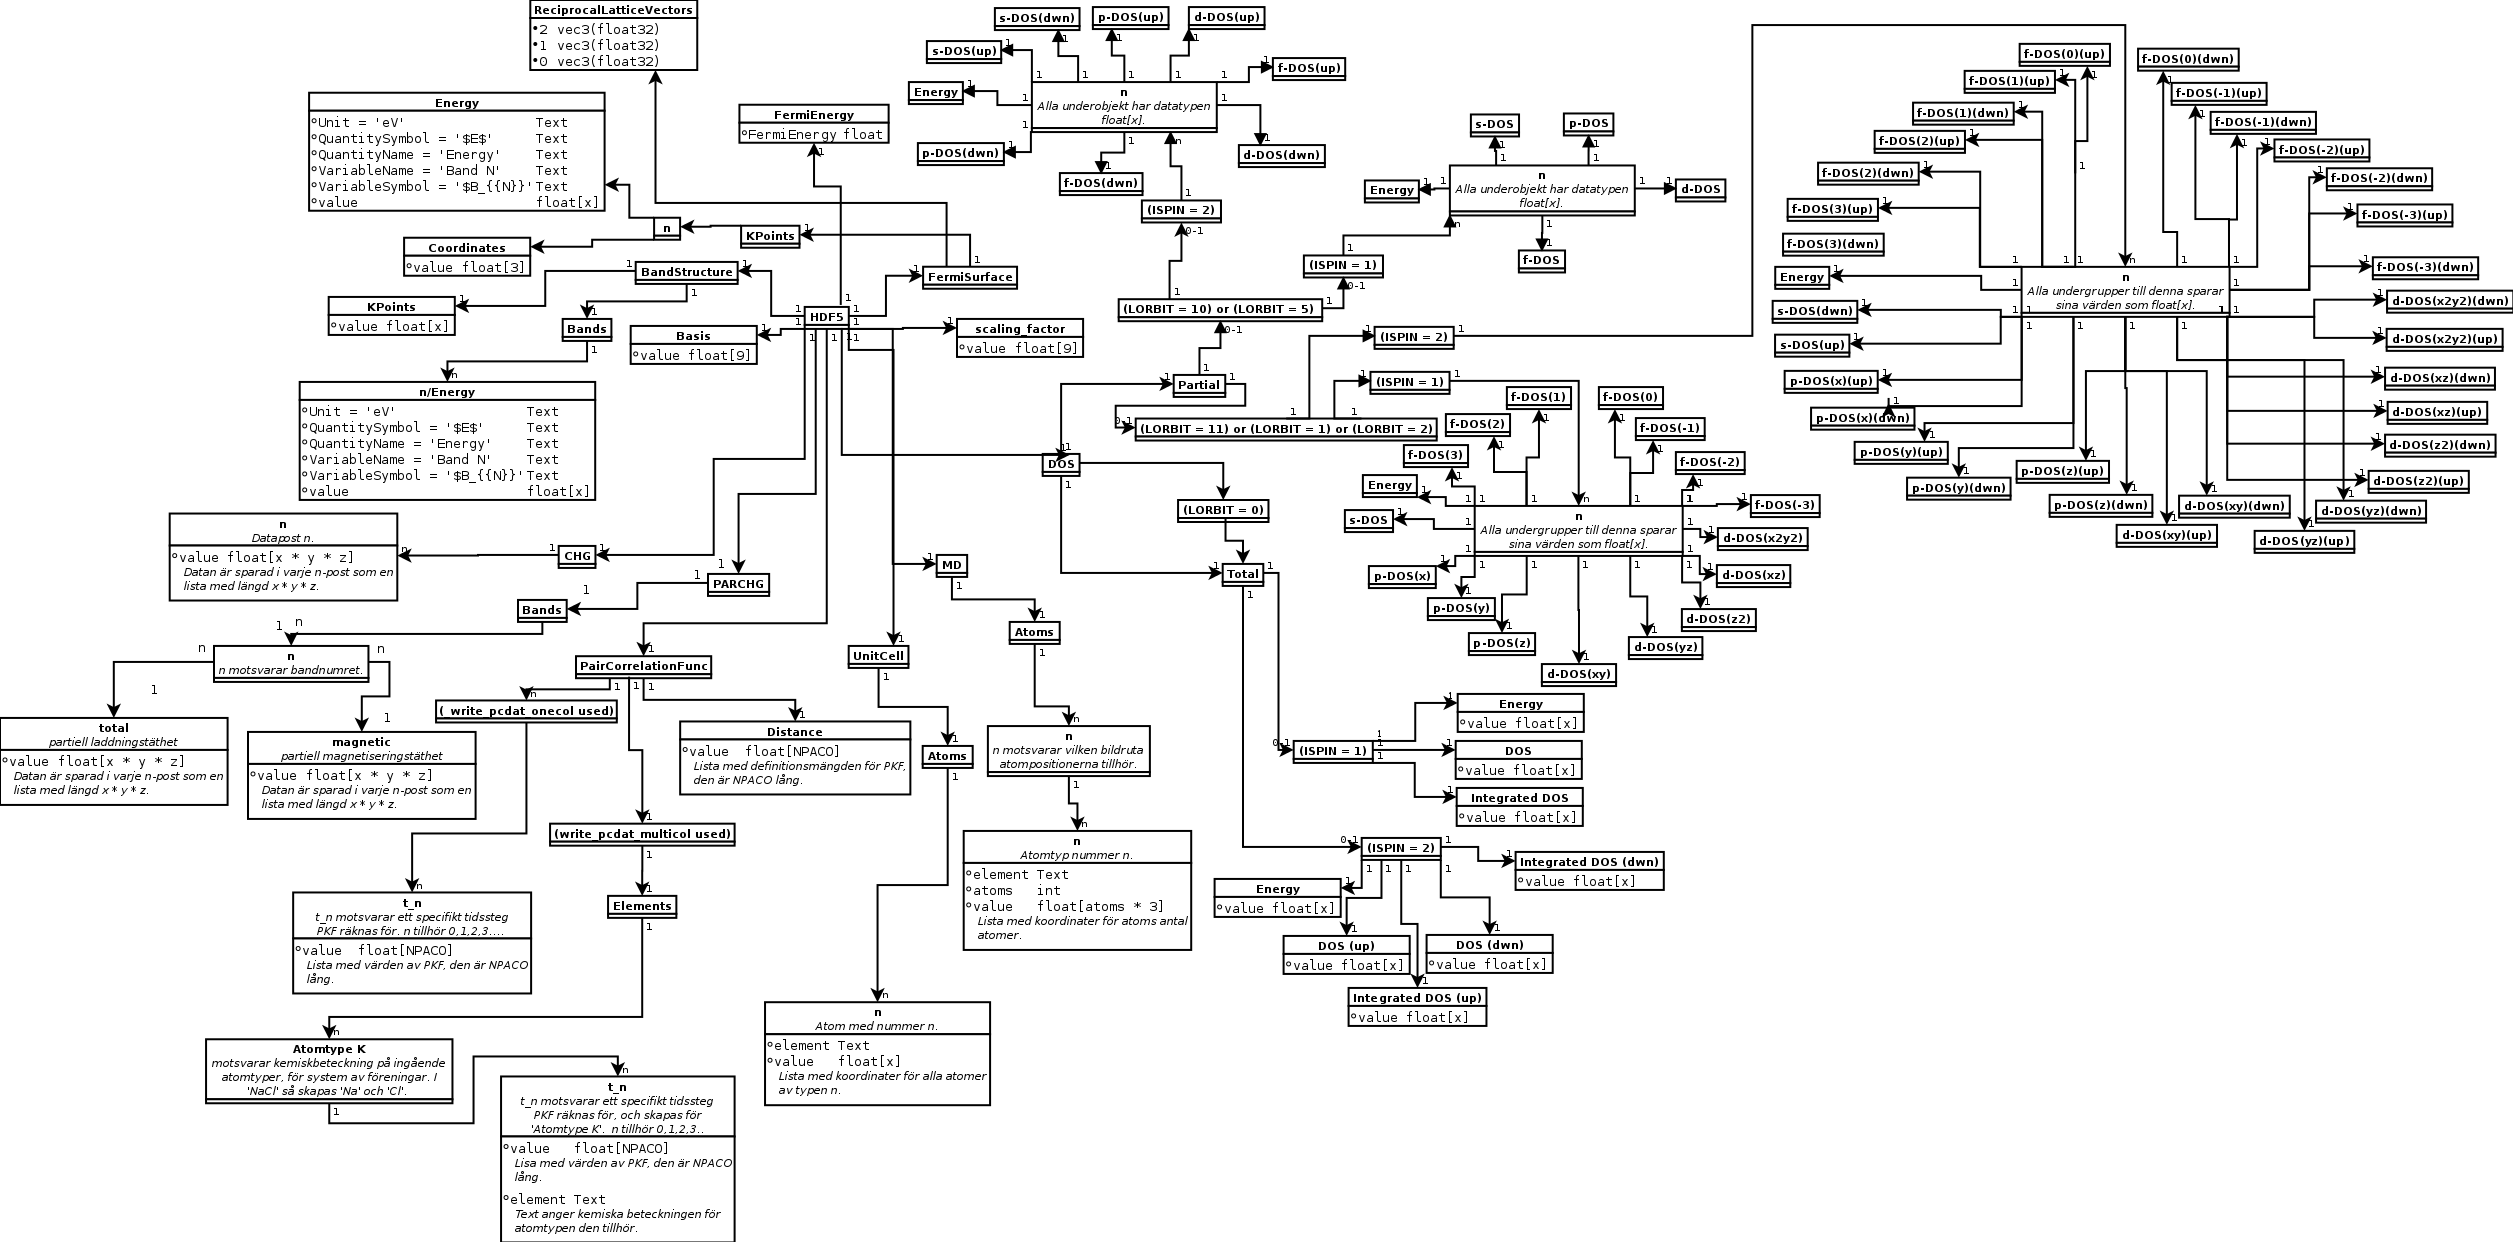 ReciprocalLatticeVectors
•2 vec3(float32)
•1 vec3(float32)
•0 vec3(float32)
Energy
Unit = 'eV' Text
QuantitySymbol = '$E$' Text
QuantityName = 'Energy' Text
VariableName = 'Band N' Text
VariableSymbol = '$B_{{N}}' Text
value float[x]
FermiEnergy
FermiEnergy float
n
KPoints
Coordinates
value float[3]
BandStructure
FermiSurface
KPoints
value float[x]
Bands
HDF5
Basis
value float[9]
scaling_factor
value float[9]
n/Energy
Unit = 'eV' Text
QuantitySymbol = '$E$' Text
QuantityName = 'Energy' Text
VariableName = 'Band N' Text
VariableSymbol = '$B_{{N}}' Text
value float[x]
n
Datapost n.
value float[x * y * z]
Datan är sparad i varje n-post som en
lista med längd x * y * z.
CHG
PARCHG
Bands
n
n motsvarar bandnumret.
total
partiell laddningstäthet
value float[x * y * z]
Datan är sparad i varje n-post som en
lista med längd x * y * z.
magnetic
partiell magnetiseringstäthet
value float[x * y * z]
Datan är sparad i varje n-post som en
lista med längd x * y * z.
PairCorrelationFunc
(_write_pcdat_onecol used)
Distance
value float[NPACO]
Lista med definitionsmängden för PKF,
den är NPACO lång.
(write_pcdat_multicol used)
t_n
t_n motsvarar ett specifikt tidssteg
PKF räknas för. n tillhör 0,1,2,3....
value float[NPACO]
Lista med värden av PKF, den är NPACO
lång.
Elements
Atomtype K
motsvarar kemiskbeteckning på ingående
atomtyper, för system av föreningar. I
'NaCl' så skapas 'Na' och 'Cl'.
t_n
t_n motsvarar ett specifikt tidssteg
PKF räknas för, och skapas för
'Atomtype K'. n tillhör 0,1,2,3..
value float[NPACO]
Lisa med värden av PKF, den är NPACO
lång.
element Text
Text anger kemiska beteckningen för
atomtypen den tillhör.
UnitCell
Atoms
n
Atom med nummer n.
element Text
value float[x]
Lista med koordinater för alla atomer
av typen n.
MD
Atoms
n
n motsvarar vilken bildruta
atompositionerna tillhör.
n
Atomtyp nummer n.
element Text
atoms int
value float[atoms * 3]
Lista med koordinater för atoms antal
atomer.
s-DOS(dwn)
p-DOS(up)
d-DOS(up)
s-DOS(up)
f-DOS(up)
Energy
n
Alla underobjekt har datatypen
float[x].
p-DOS(dwn)
d-DOS(dwn)
f-DOS(dwn)
(ISPIN = 2)
s-DOS
p-DOS
Energy
n
Alla underobjekt har datatypen
float[x].
d-DOS
f-DOS
(ISPIN = 1)
(LORBIT = 10) or (LORBIT = 5)
(ISPIN = 2)
Partial
(ISPIN = 1)
(LORBIT = 11) or (LORBIT = 1) or (LORBIT = 2)
DOS
(LORBIT = 0)
Total
f-DOS(1)
f-DOS(0)
f-DOS(2)
f-DOS(-1)
f-DOS(3)
f-DOS(-2)
Energy
f-DOS(-3)
s-DOS
n
Alla undergrupper till denna sparar
sina värden som float[x].
d-DOS(x2y2)
p-DOS(x)
d-DOS(xz)
p-DOS(y)
d-DOS(z2)
p-DOS(z)
d-DOS(yz)
d-DOS(xy)
(ISPIN = 1)
Energy
value float[x]
DOS
value float[x]
Integrated DOS
value float[x]
(ISPIN = 2)
Integrated DOS (dwn)
value float[x]
Energy
value float[x]
DOS (up)
value float[x]
DOS (dwn)
value float[x]
Integrated DOS (up)
value float[x]
f-DOS(0)(up)
f-DOS(0)(dwn)
f-DOS(1)(up)
f-DOS(-1)(up)
f-DOS(1)(dwn)
f-DOS(-1)(dwn)
f-DOS(2)(up)
f-DOS(-2)(up)
f-DOS(2)(dwn)
f-DOS(-2)(dwn)
f-DOS(3)(up)
f-DOS(-3)(up)
f-DOS(3)(dwn)
f-DOS(-3)(dwn)
Energy
n
Alla undergrupper till denna sparar
sina värden som float[x].
d-DOS(x2y2)(dwn)
s-DOS(dwn)
d-DOS(x2y2)(up)
s-DOS(up)
d-DOS(xz)(dwn)
p-DOS(x)(up)
d-DOS(xz)(up)
p-DOS(x)(dwn)
d-DOS(z2)(dwn)
p-DOS(y)(up)
d-DOS(z2)(up)
p-DOS(z)(up)
p-DOS(y)(dwn)
p-DOS(z)(dwn)
d-DOS(xy)(dwn)
d-DOS(yz)(dwn)
d-DOS(xy)(up)
d-DOS(yz)(up)